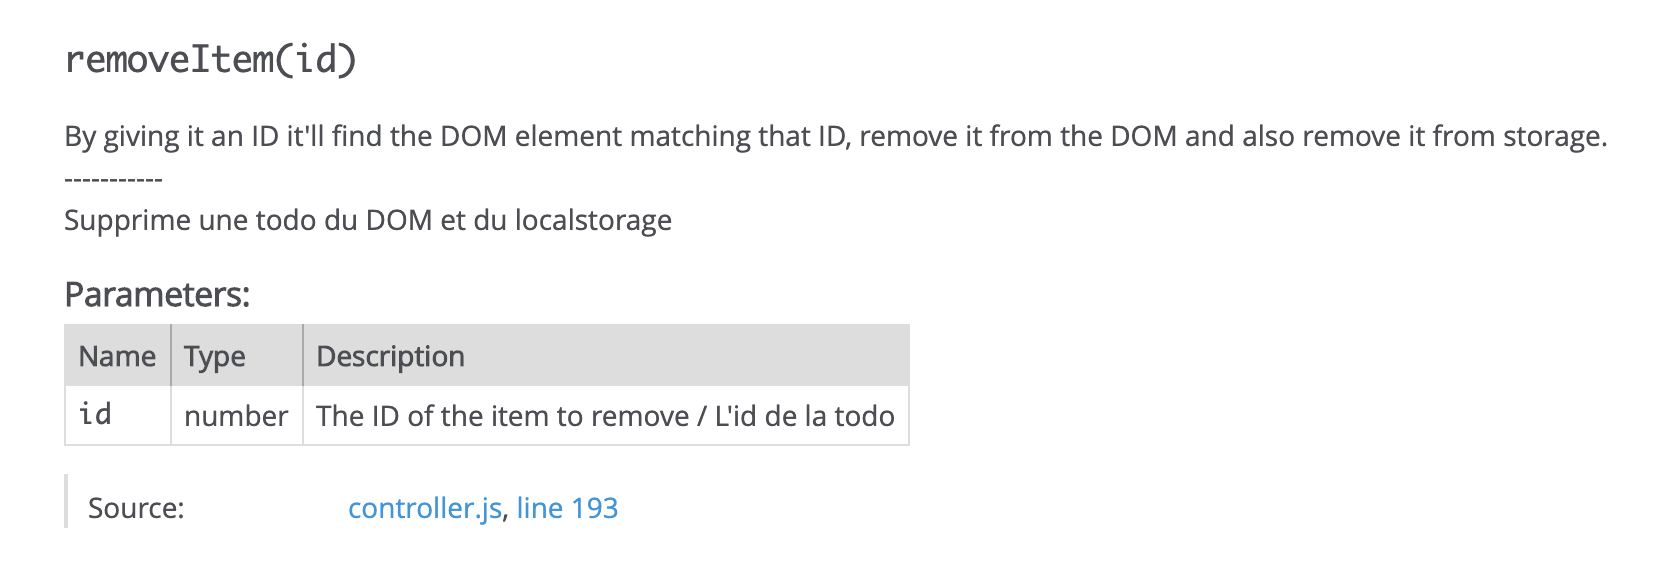 removeItem(id)
By giving it an ID it'll find the DOM element matching that ID, remove it from the DOM and also remove it from storage.
-----------
Supprime une todo du DOM et du localstorage
Parameters:
Name Type Description
id number The ID of the item to remove / L'id de la todo
Source: controller.js, line 193